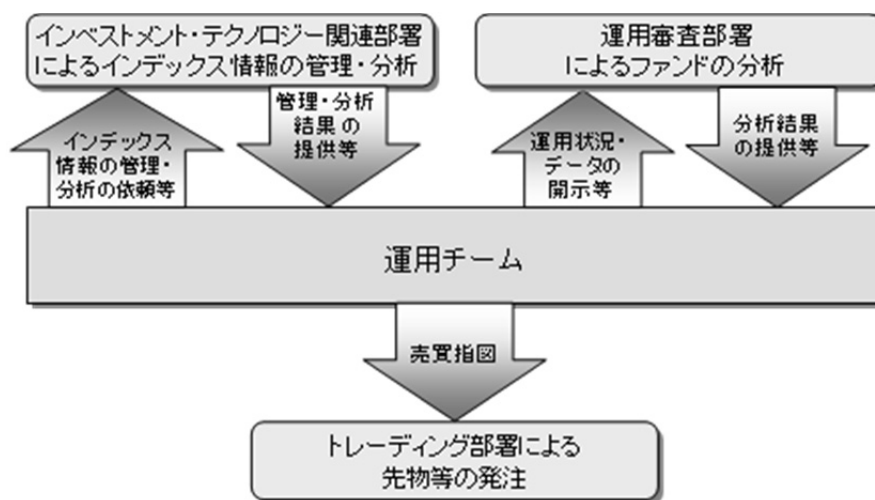 インベストメント・テクノロジー関連部署
によるインデックス情報の管理・分析
運用審査部署
によるファンドの分析
インデックス
情報の管理・
分析の依頼等
管理・分析
結果の
提供等
運用状況・
データの
開示等
分析結果
の提供等
運用チーム
売買指図
トレーディング部署による
先物等の発注